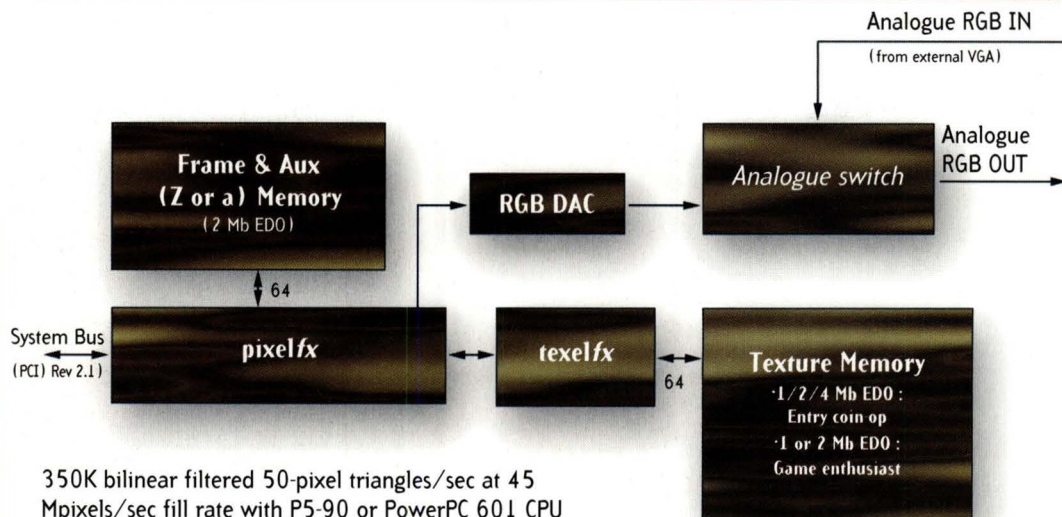 Analogue RGB IN
(from external VGA)
Frame & Aux
(Z or a) Memory
(2 Mb EDO)
RGB DAC
Analogue switch
Analogue
RGB OUT
64
System Bus
(PCI) Rev 2.1)
pixelfx
texelfx
64
Texture Memory
·1/2/4 Mb EDO :
Entry coin-op
·1 or 2 Mb EDO :
Game enthusiast
350K bilinear filtered 50-pixel triangles/sec at 45
Mpixels/sec fill rate with P5-90 or PowerPC 601 CPU